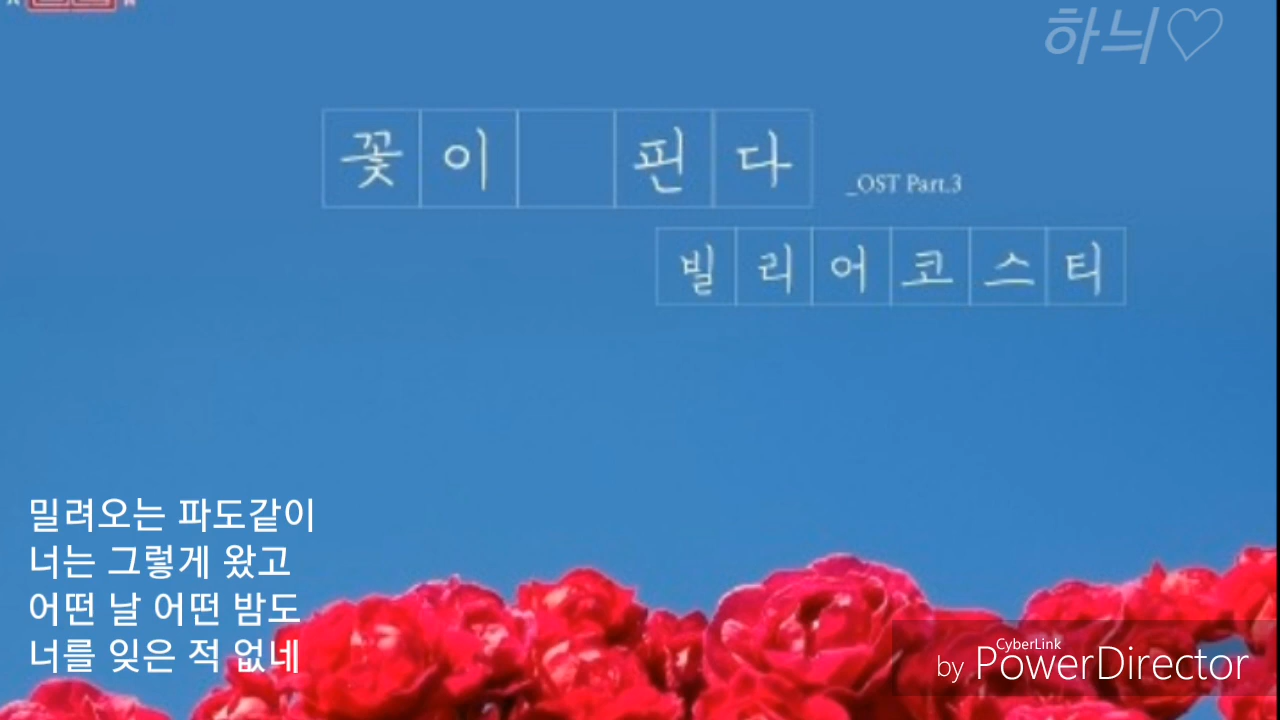 하늬♡
꽃이 핀다 _OST Part.3
빌리어코스티
밀려오는 파도같이
너는 그렇게 왔고
어떤 날 어떤 밤도
너를 잊은 적 없네
CyberLink
by PowerDirector